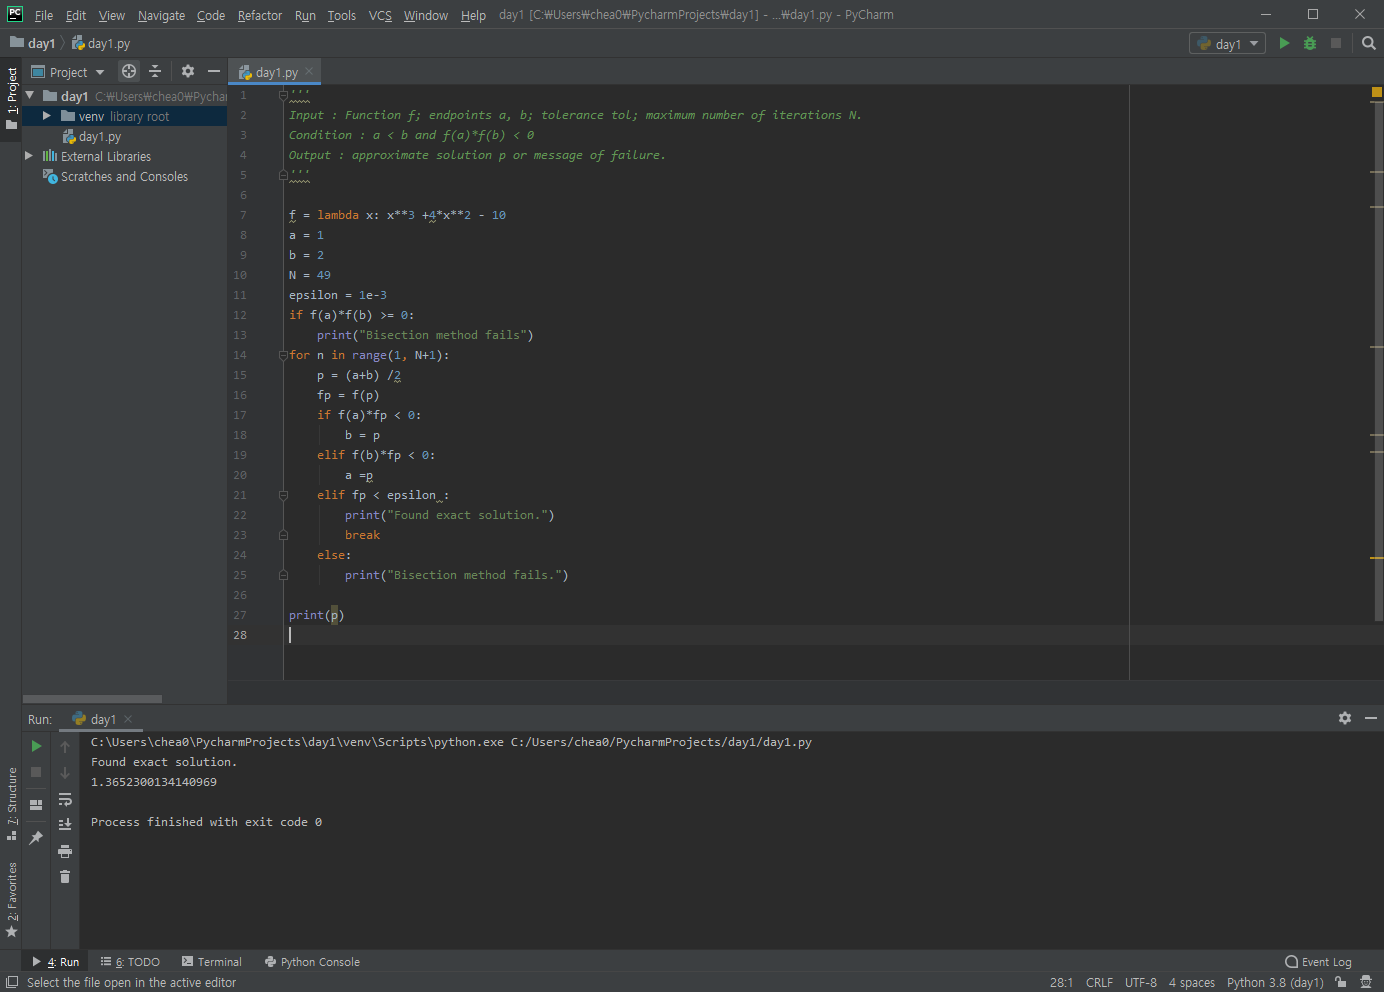 PC File Edit View Navigate Code Refactor Run Tools VCS Window Help day1 [C:₩Users₩chea0₩PycharmProjects₩day1] - ...₩day1.py - PyCharm
day1 day1.py day1
1: Project
Project day1.py
day1 C:₩Users₩chea0₩Pychar
venv library root
day1.py
External Libraries
Scratches and Consoles
1 '''
2 Input : Function f; endpoints a, b; tolerance tol; maximum number of iterations N.
3 Condition : a < b and f(a)*f(b) < 0
4 Output : approximate solution p or message of failure.
5 '''
6
7 f = lambda x: x**3 +4*x**2 - 10
8 a = 1
9 b = 2
10 N = 49
11 epsilon = 1e-3
12 if f(a)*f(b) >= 0:
13     print("Bisection method fails")
14 for n in range(1, N+1):
15     p = (a+b) /2
16     fp = f(p)
17     if f(a)*fp < 0:
18         b = p
19     elif f(b)*fp < 0:
20         a =p
21     elif fp < epsilon :
22         print("Found exact solution.")
23         break
24     else:
25         print("Bisection method fails.")
26
27 print(p)
28
Run: day1
C:\Users\chea0\PycharmProjects\day1\venv\Scripts\python.exe C:/Users/chea0/PycharmProjects/day1/day1.py
Found exact solution.
1.3652300134140969
Process finished with exit code 0
7: Structure
2: Favorites
4: Run 6: TODO Terminal Python Console Event Log
Select the file open in the active editor 28:1 CRLF UTF-8 4 spaces Python 3.8 (day1)